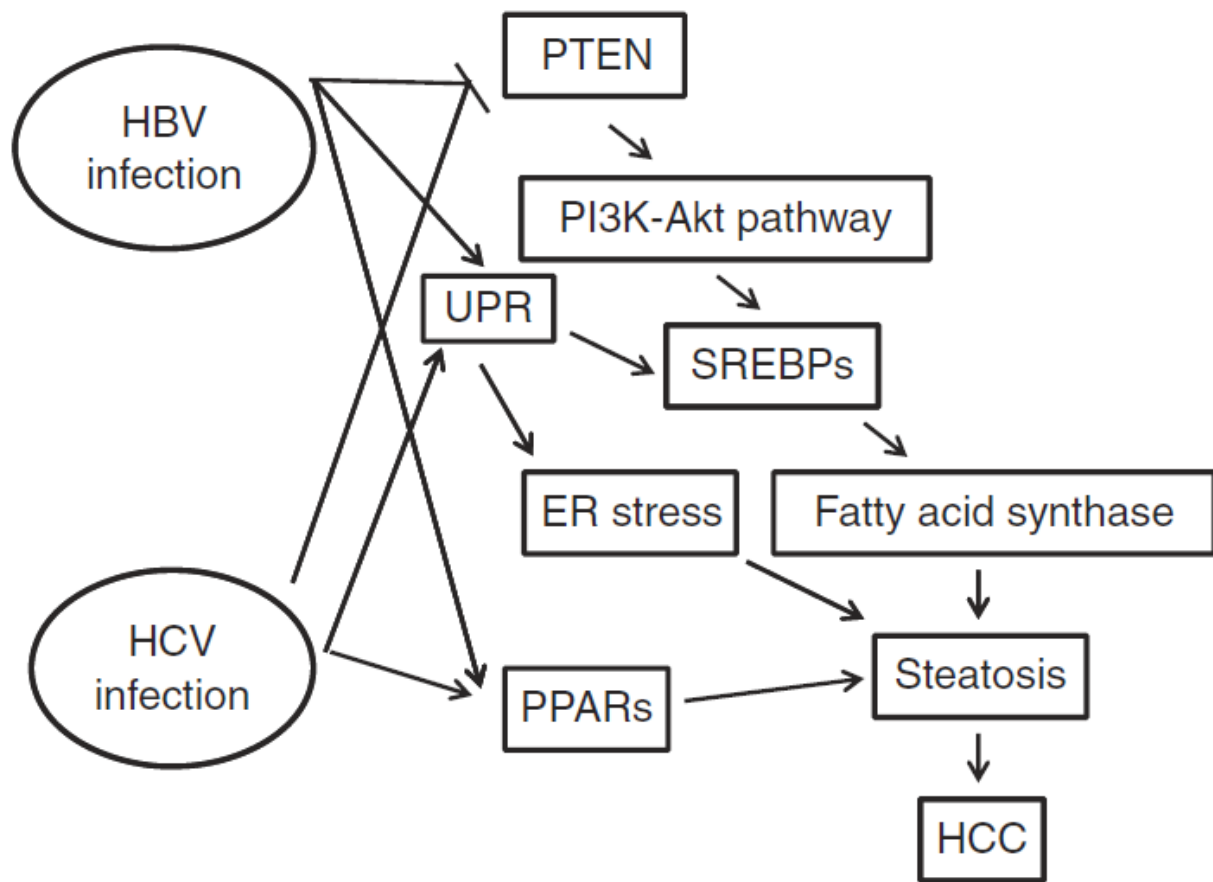 PTEN
HBV
infection
PI3K-Akt pathway
UPR
SREBPs
ER stress
Fatty acid synthase
HCV
infection
PPARs
Steatosis
HCC